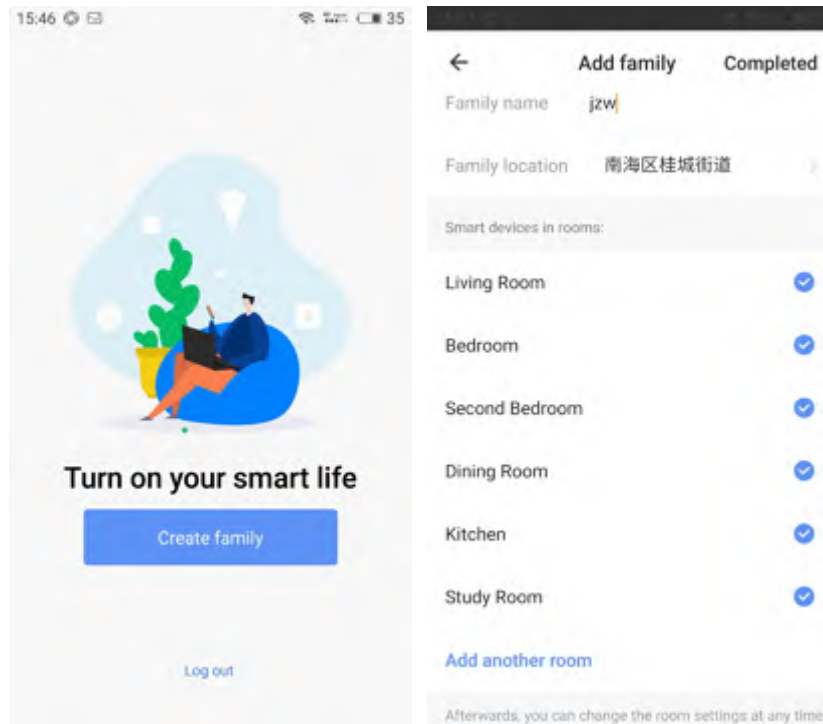 15:46
35
Turn on your smart life
Create family
Log out
Add family
Completed
Family name jzw
Family location 南海区桂城街道
Smart devices in rooms:
Living Room
Bedroom
Second Bedroom
Dining Room
Kitchen
Study Room
Add another room
Afterwards, you can change the room settings at any time